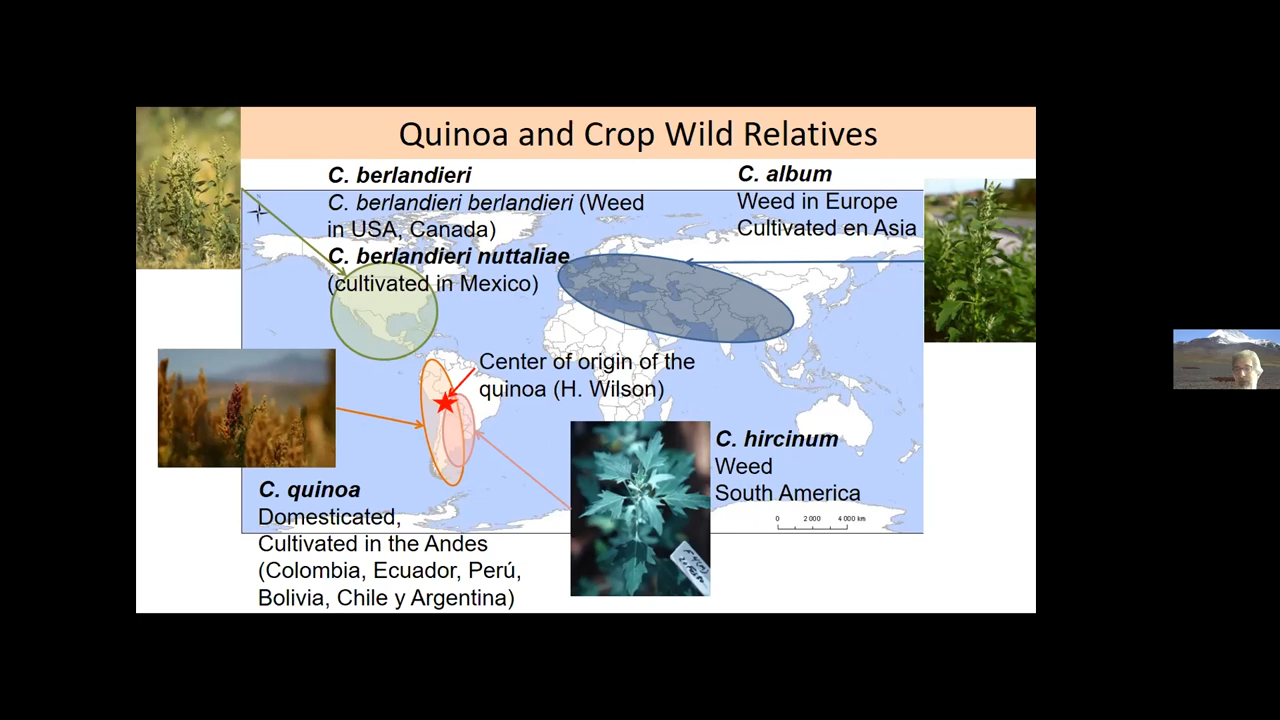 Quinoa and Crop Wild Relatives
C. berlandieri
C. berlandieri berlandieri (Weed
in USA, Canada)
C. berlandieri nuttaliae
(cultivated in Mexico)
C. album
Weed in Europe
Cultivated en Asia
N
Center of origin of the
quinoa (H. Wilson)
C. hircinum
Weed
South America
0 2 000 4 000 km
C. quinoa
Domesticated,
Cultivated in the Andes
(Colombia, Ecuador, Perú,
Bolivia, Chile y Argentina)